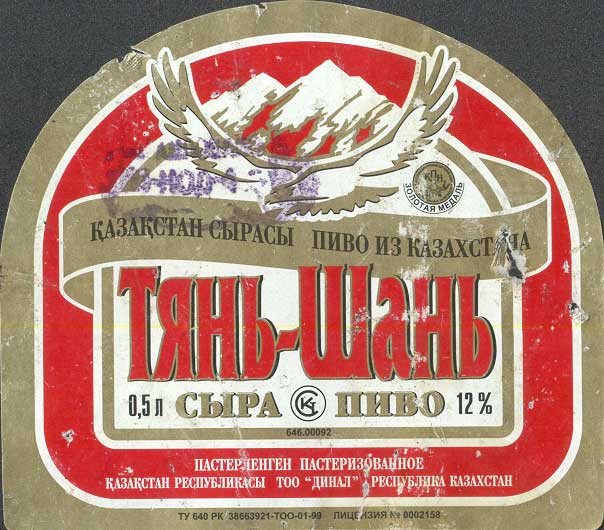 ЗОЛОТАЯ МЕДАЛЬ
ҚАЗАҚСТАН СЫРАСЫ ПИВО ИЗ КАЗАХСТАНА
ТЯНЬ-ШАНЬ
0,5 л СЫРА ПИВО 12 %
646.00092
ПАСТЕРЛЕНГЕН ПАСТЕРИЗОВАННОЕ
ҚАЗАҚСТАН РЕСПУБЛИКАСЫ ТОО "ДИНАЛ" РЕСПУБЛИКА КАЗАХСТАН
ТУ 640 РК 38663921-ТОО-01-99 ЛИЦЕНЗИЯ № 0002158